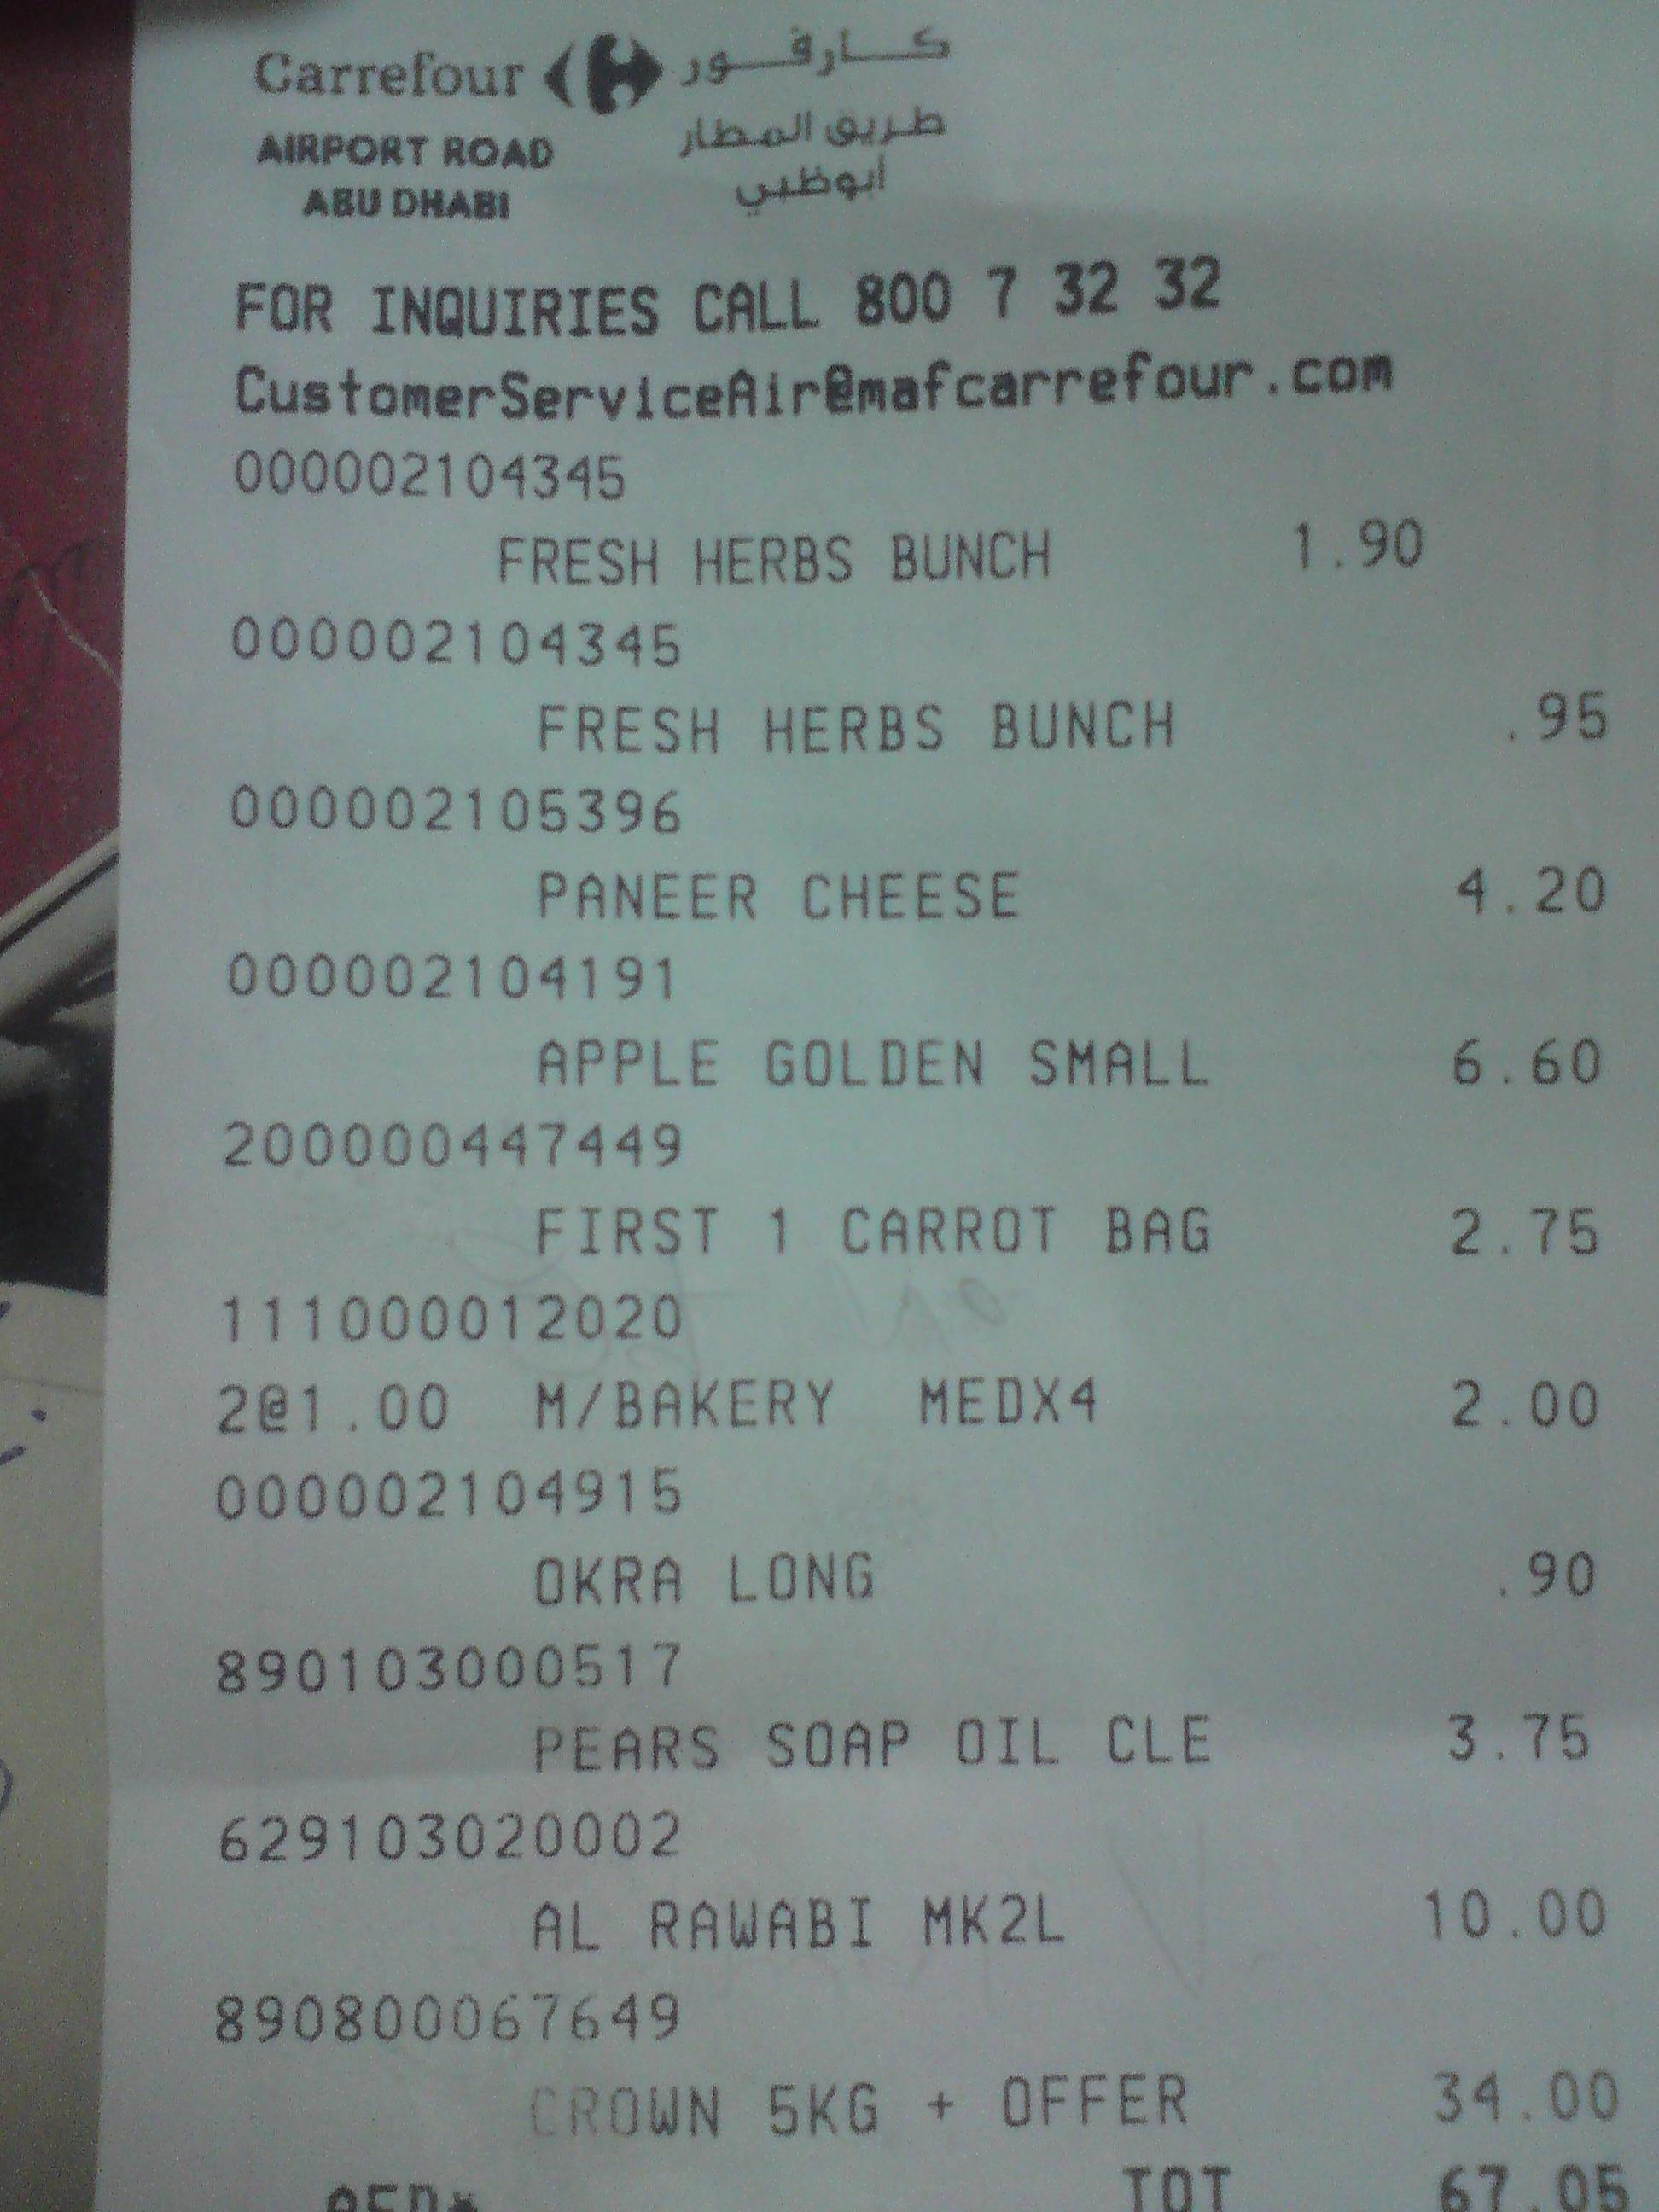 Carrefour كارفور
AIRPORT ROAD طريق المطار
ABU DHABI أبوظبي
FOR INQUIRIES CALL 800 7 32 32
CustomerServiceAir@mafcarrefour.com
000002104345
FRESH HERBS BUNCH 1.90
000002104345
FRESH HERBS BUNCH .95
000002105396
PANEER CHEESE 4.20
000002104191
APPLE GOLDEN SMALL 6.60
200000447449
FIRST 1 CARROT BAG 2.75
111000012020
2@1.00 M/BAKERY MEDX4 2.00
000002104915
OKRA LONG .90
890103000517
PEARS SOAP OIL CLE 3.75
629103020002
AL RAWABI MK2L 10.00
890800067649
CROWN 5KG + OFFER 34.00
AED* TOT 67.05